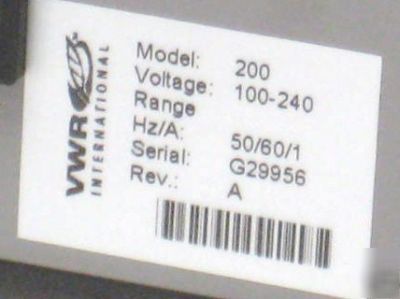 VWR
INTERNATIONAL
Model: 200
Voltage: 100-240
Range
Hz/A: 50/60/1
Serial: G29956
Rev.: A